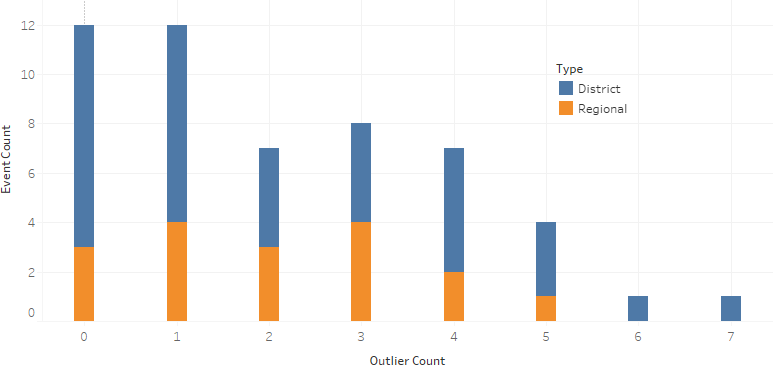 12
10
8
6
4
2
0
Event Count
Type
District
Regional
0 1 2 3 4 5 6 7
Outlier Count